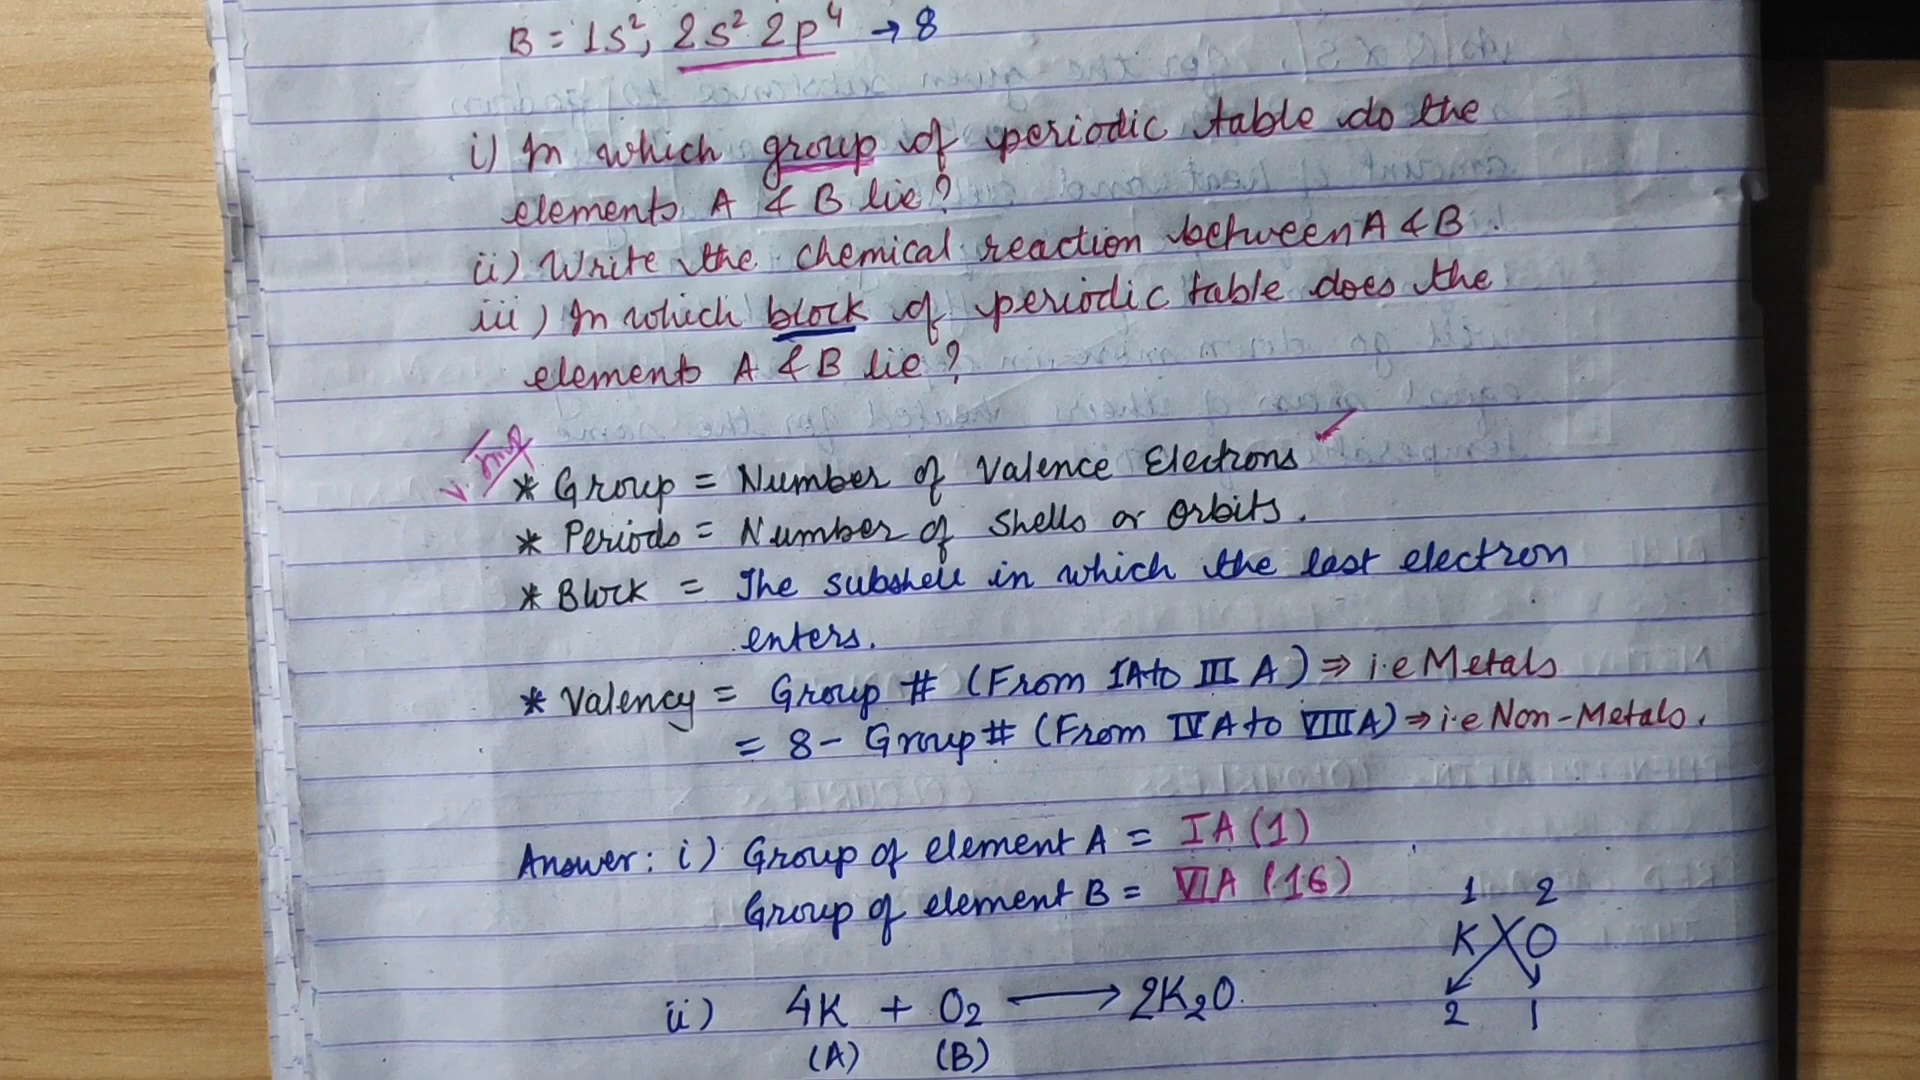 B = 1s², 2s² 2p⁴ → 8
i) In which group of periodic table do the
elements A & B lie?
ii) Write the chemical reaction between A & B.
iii) In which block of periodic table does the
elements A & B lie?
V. Imp
* Group = Number of Valence Electrons
* Periods = Number of Shells or Orbits.
* Block = The subshell in which the last electron
enters.
* Valency = Group # (From IA to III A) ⇒ i.e Metals
= 8 - Group # (From IV A to VIII A) ⇒ i.e Non-Metals.
Answer: i) Group of element A = IA (1)
Group of element B = VIA (16)
1 2
K O
2 1
ii) 4K + O₂ → 2K₂O.
(A) (B)